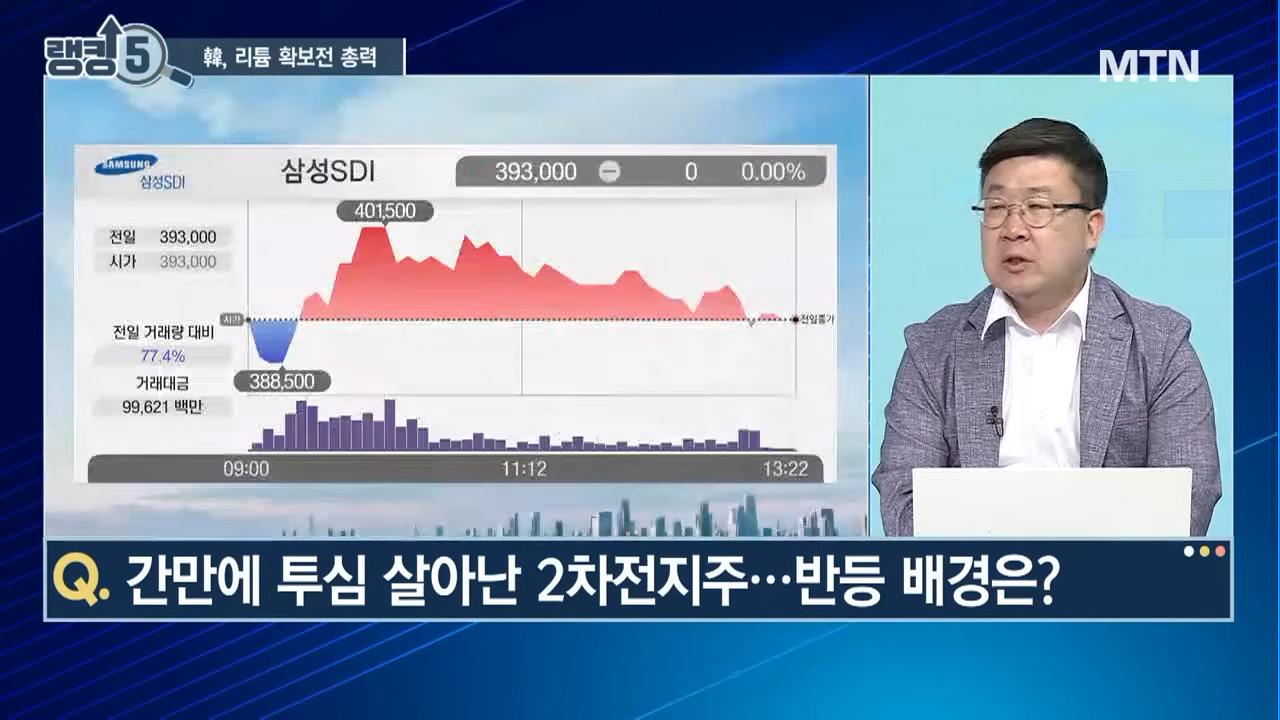 랭킹5
韓, 리튬 확보전 총력
MTN
SAMSUNG
삼성SDI
삼성SDI
393,000 0 0.00%
401,500
전일 393,000
시가 393,000
시가
전일종가
전일 거래량 대비
77.4%
388,500
거래대금
99,621 백만
09:00 11:12 13:22
Q. 간만에 투심 살아난 2차전지주…반등 배경은?